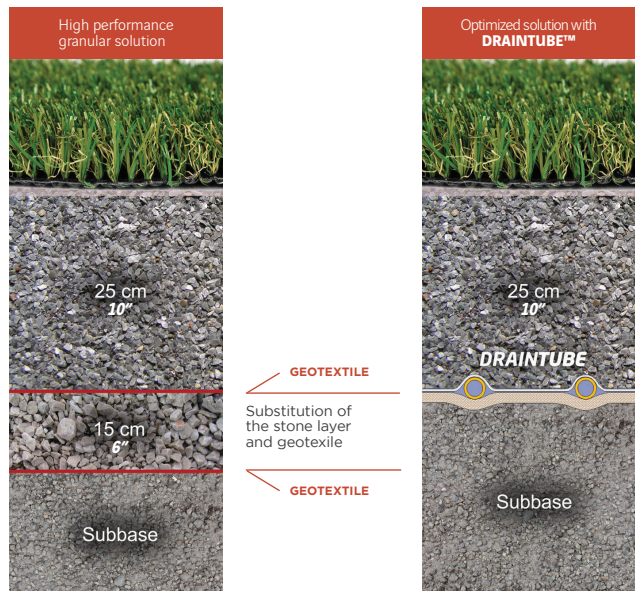 High performance
granular solution
25 cm
10”
15 cm
6”
Subbase
GEOTEXTILE
Substitution of
the stone layer
and geotexile
GEOTEXTILE
Optimized solution with
DRAINTUBE™
25 cm
10”
DRAINTUBE
Subbase